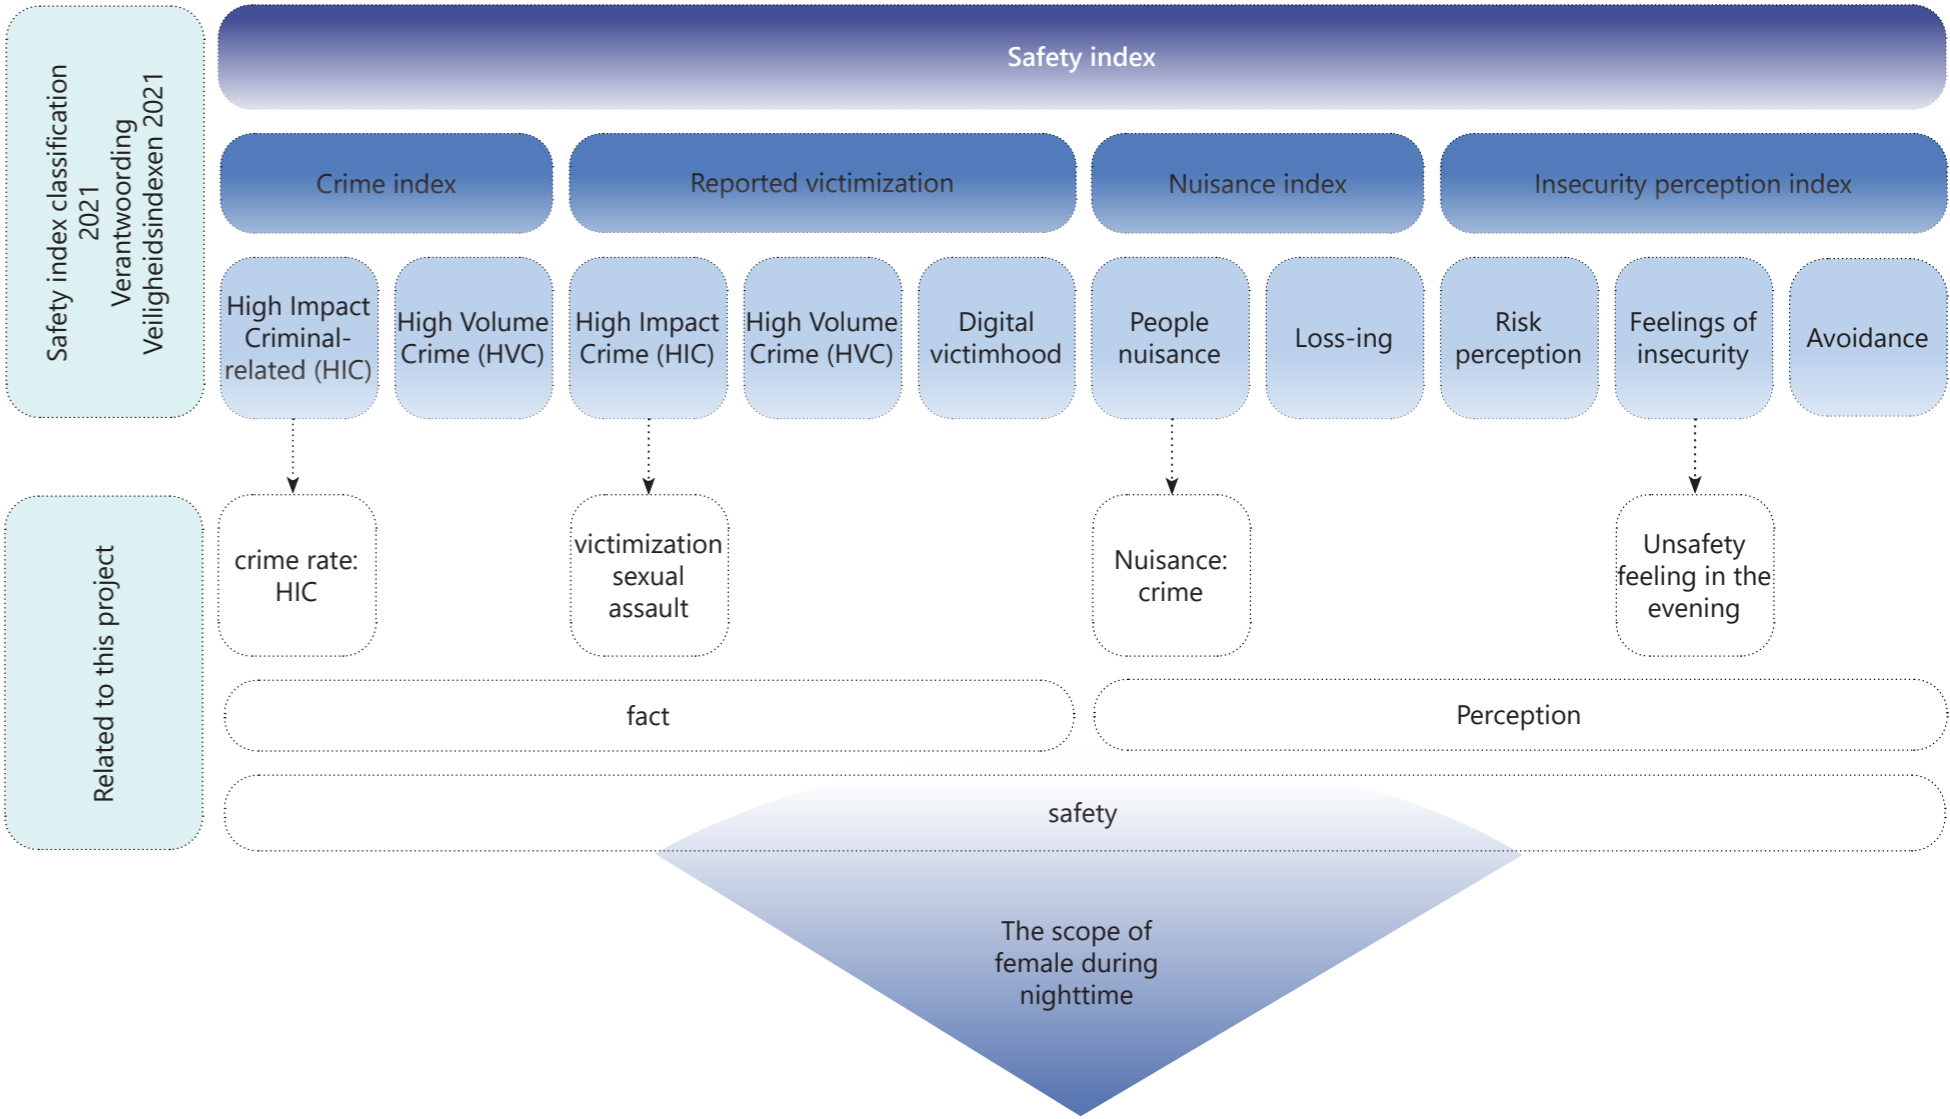 Safety index classification
2021
Verantwoording
Veiligheidsindexen 2021
Safety index
Crime index
Reported victimization
Nuisance index
Insecurity perception index
High Impact
Criminal-
related (HIC)
High Volume
Crime (HVC)
High Impact
Crime (HIC)
High Volume
Crime (HVC)
Digital
victimhood
People
nuisance
Loss-ing
Risk
perception
Feelings of
insecurity
Avoidance
Related to this project
crime rate:
HIC
victimization
sexual
assault
Nuisance:
crime
Unsafety
feeling in the
evening
fact
Perception
safety
The scope of
female during
nighttime